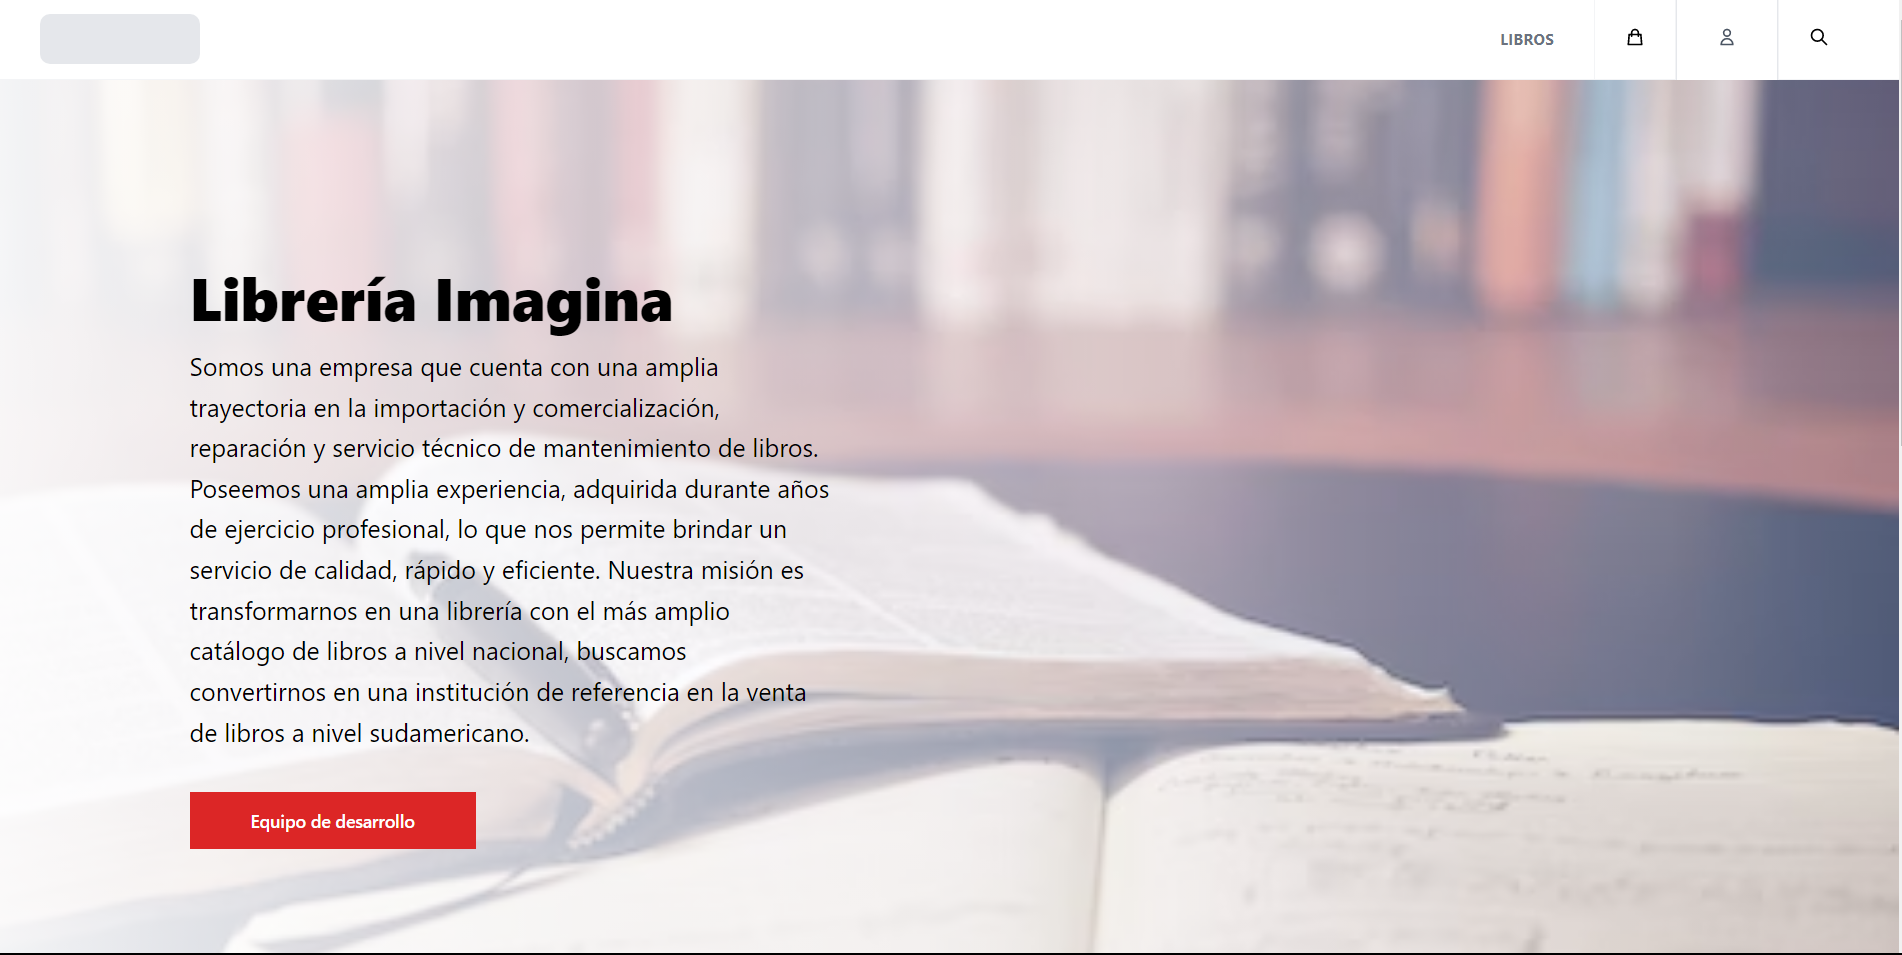 LIBROS
Librería Imagina
Somos una empresa que cuenta con una amplia
trayectoria en la importación y comercialización,
reparación y servicio técnico de mantenimiento de libros.
Poseemos una amplia experiencia, adquirida durante años
de ejercicio profesional, lo que nos permite brindar un
servicio de calidad, rápido y eficiente. Nuestra misión es
transformarnos en una librería con el más amplio
catálogo de libros a nivel nacional, buscamos
convertirnos en una institución de referencia en la venta
de libros a nivel sudamericano.
Equipo de desarrollo